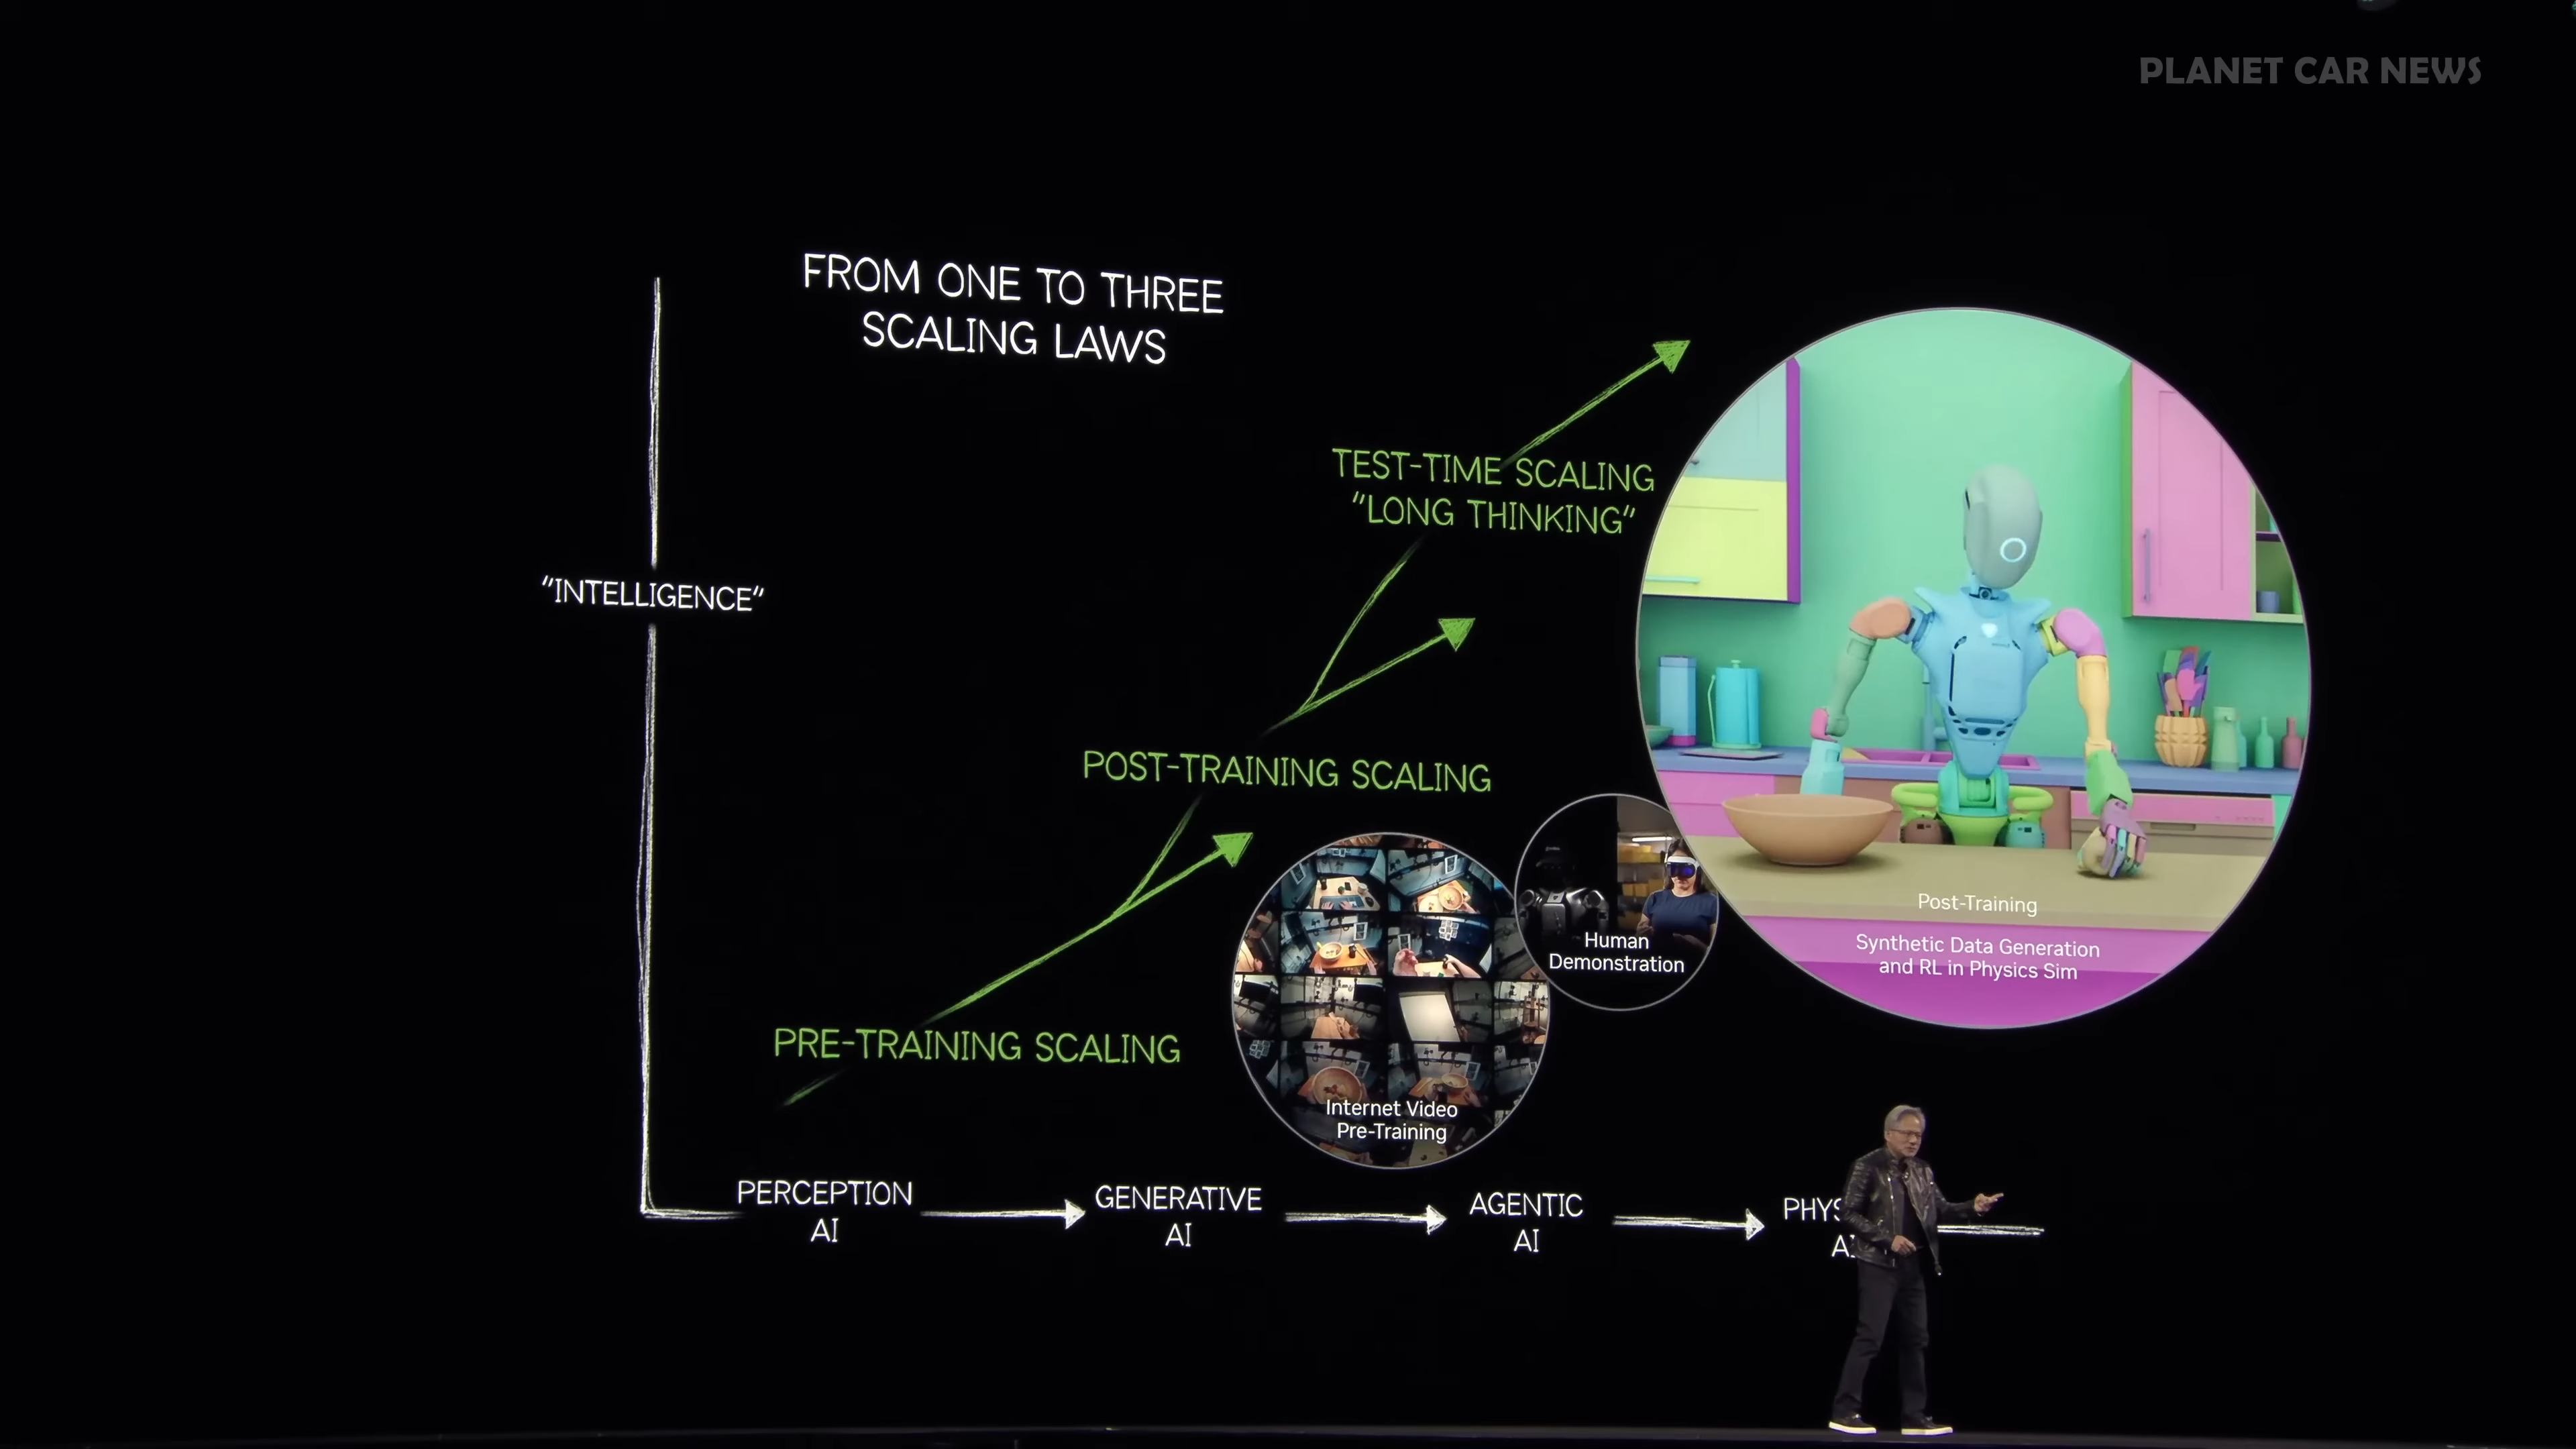 PLANET CAR NEWS
FROM ONE TO THREE
SCALING LAWS
TEST-TIME SCALING
"LONG THINKING"
"INTELLIGENCE"
POST-TRAINING SCALING
Post-Training
Synthetic Data Generation
and RL in Physics Sim
Human
Demonstration
PRE-TRAINING SCALING
Internet Video
Pre-Training
PERCEPTION
AI
GENERATIVE
AI
AGENTIC
AI
PHYS
AI